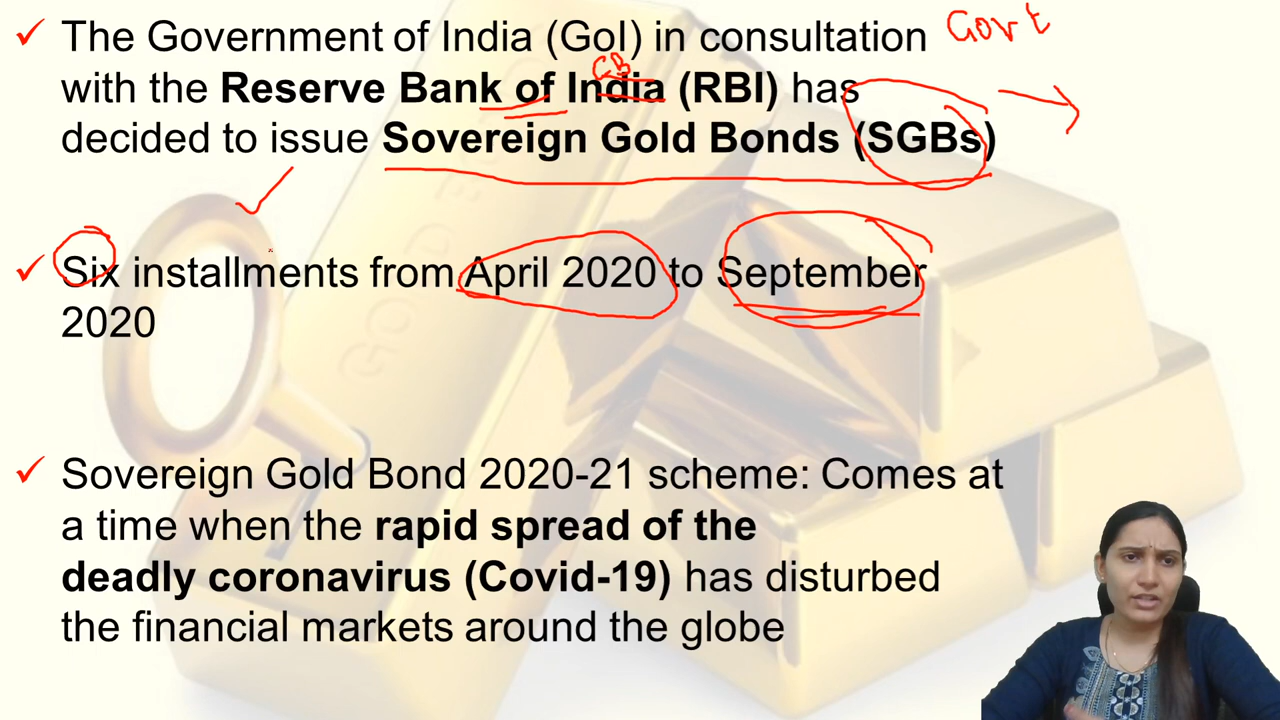 The Government of India (GoI) in consultation Govt
CB
with the Reserve Bank of India (RBI) has
decided to issue Sovereign Gold Bonds (SGBs)
Six installments from April 2020 to September
2020
Sovereign Gold Bond 2020-21 scheme: Comes at
a time when the rapid spread of the
deadly coronavirus (Covid-19) has disturbed
the financial markets around the globe